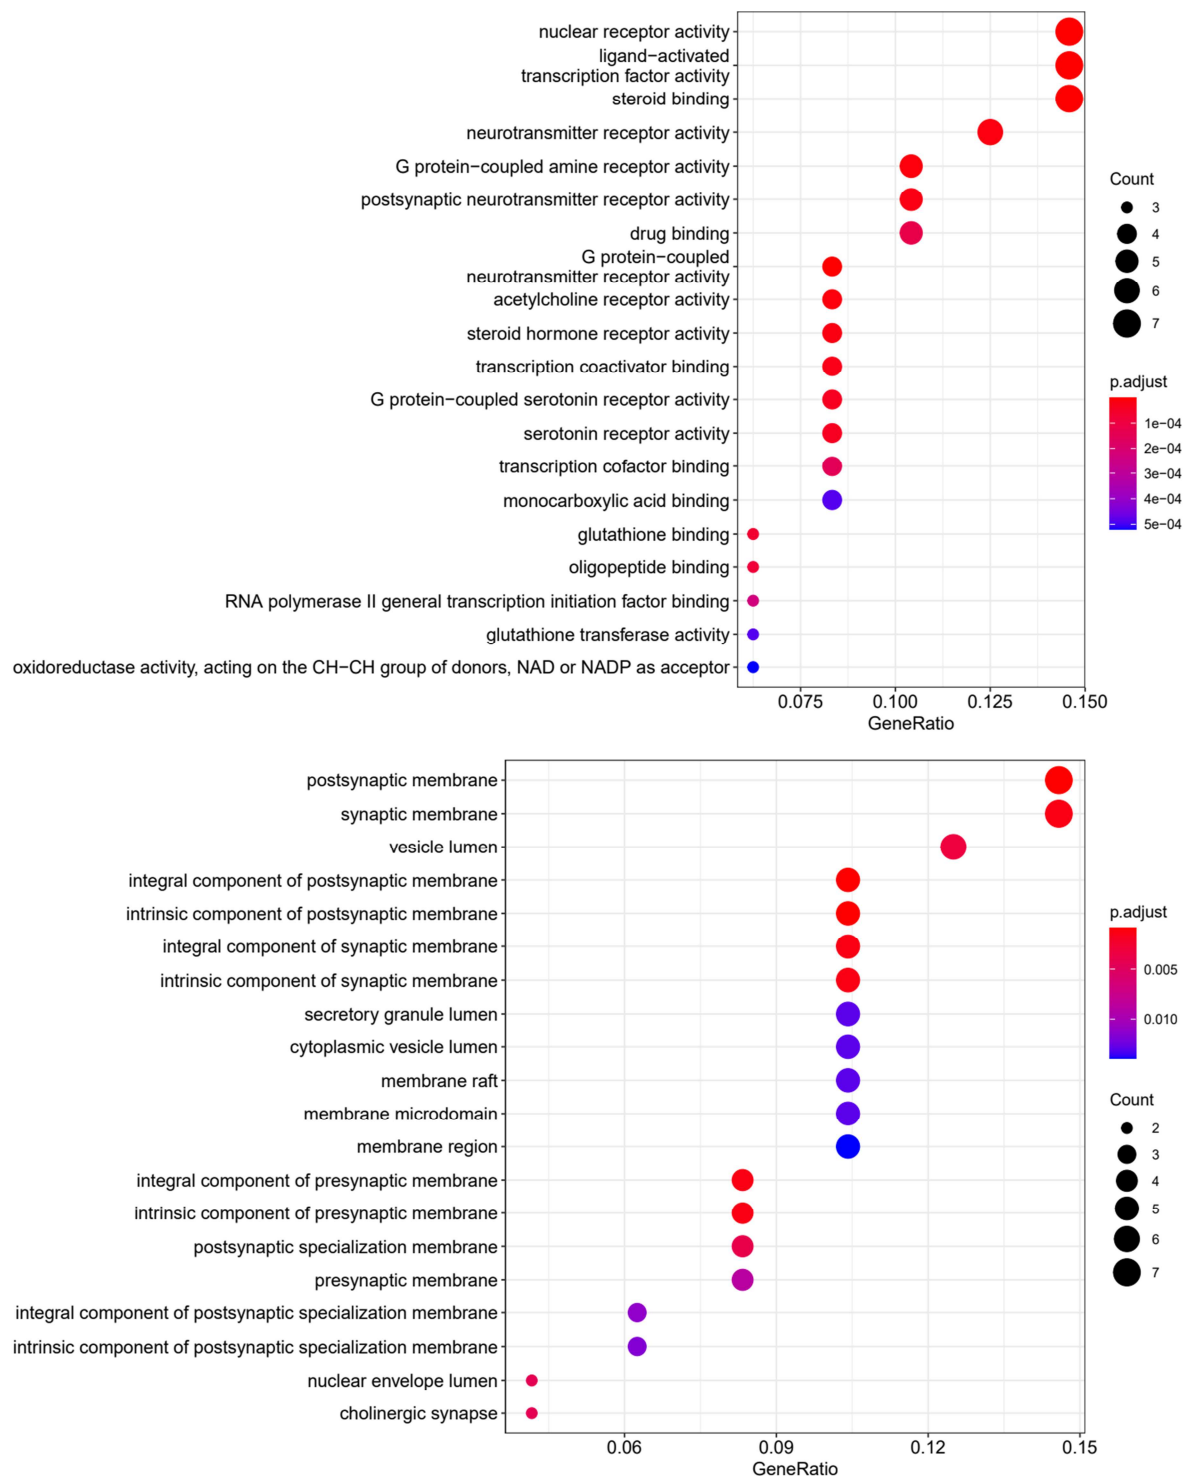 nuclear receptor activity
ligand−activated
transcription factor activity
steroid binding
neurotransmitter receptor activity
G protein−coupled amine receptor activity
postsynaptic neurotransmitter receptor activity
drug binding
G protein−coupled
neurotransmitter receptor activity
acetylcholine receptor activity
steroid hormone receptor activity
transcription coactivator binding
G protein−coupled serotonin receptor activity
serotonin receptor activity
transcription cofactor binding
monocarboxylic acid binding
glutathione binding
oligopeptide binding
RNA polymerase II general transcription initiation factor binding
glutathione transferase activity
oxidoreductase activity, acting on the CH−CH group of donors, NAD or NADP as acceptor
0.075 0.100 0.125 0.150
GeneRatio
Count
3
4
5
6
7
p.adjust
1e−04
2e−04
3e−04
4e−04
5e−04
postsynaptic membrane
synaptic membrane
vesicle lumen
integral component of postsynaptic membrane
intrinsic component of postsynaptic membrane
integral component of synaptic membrane
intrinsic component of synaptic membrane
secretory granule lumen
cytoplasmic vesicle lumen
membrane raft
membrane microdomain
membrane region
integral component of presynaptic membrane
intrinsic component of presynaptic membrane
postsynaptic specialization membrane
presynaptic membrane
integral component of postsynaptic specialization membrane
intrinsic component of postsynaptic specialization membrane
nuclear envelope lumen
cholinergic synapse
0.06 0.09 0.12 0.15
GeneRatio
p.adjust
0.005
0.010
Count
2
3
4
5
6
7